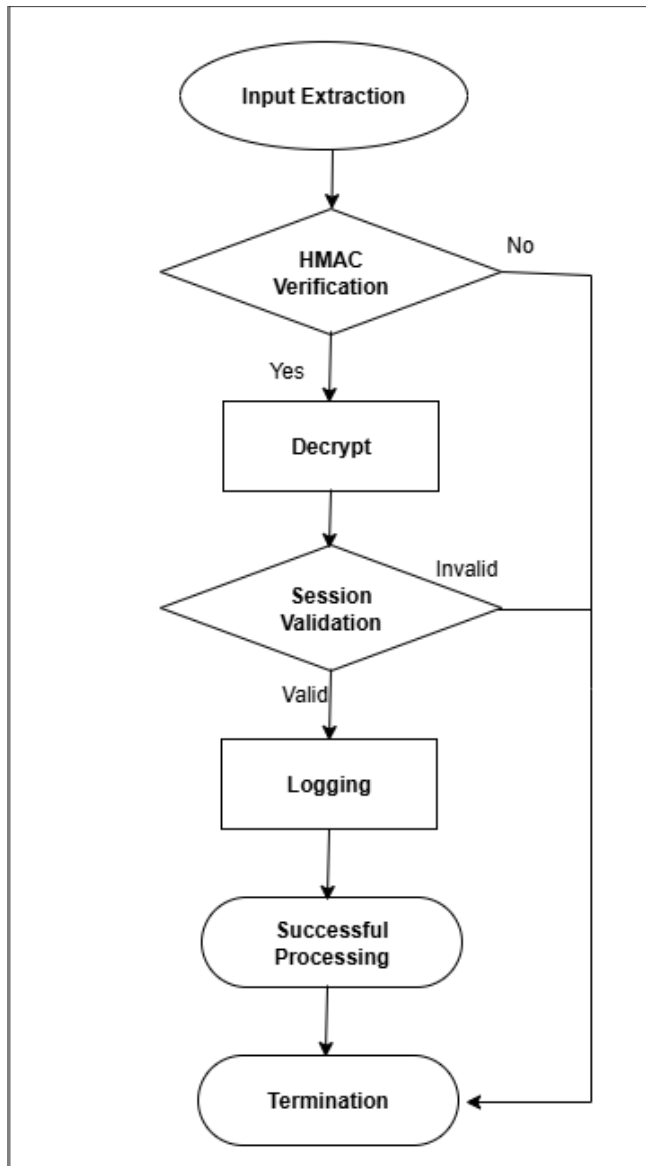 Input Extraction
HMAC
Verification
No
Yes
Decrypt
Invalid
Session
Validation
Valid
Logging
Successful
Processing
Termination